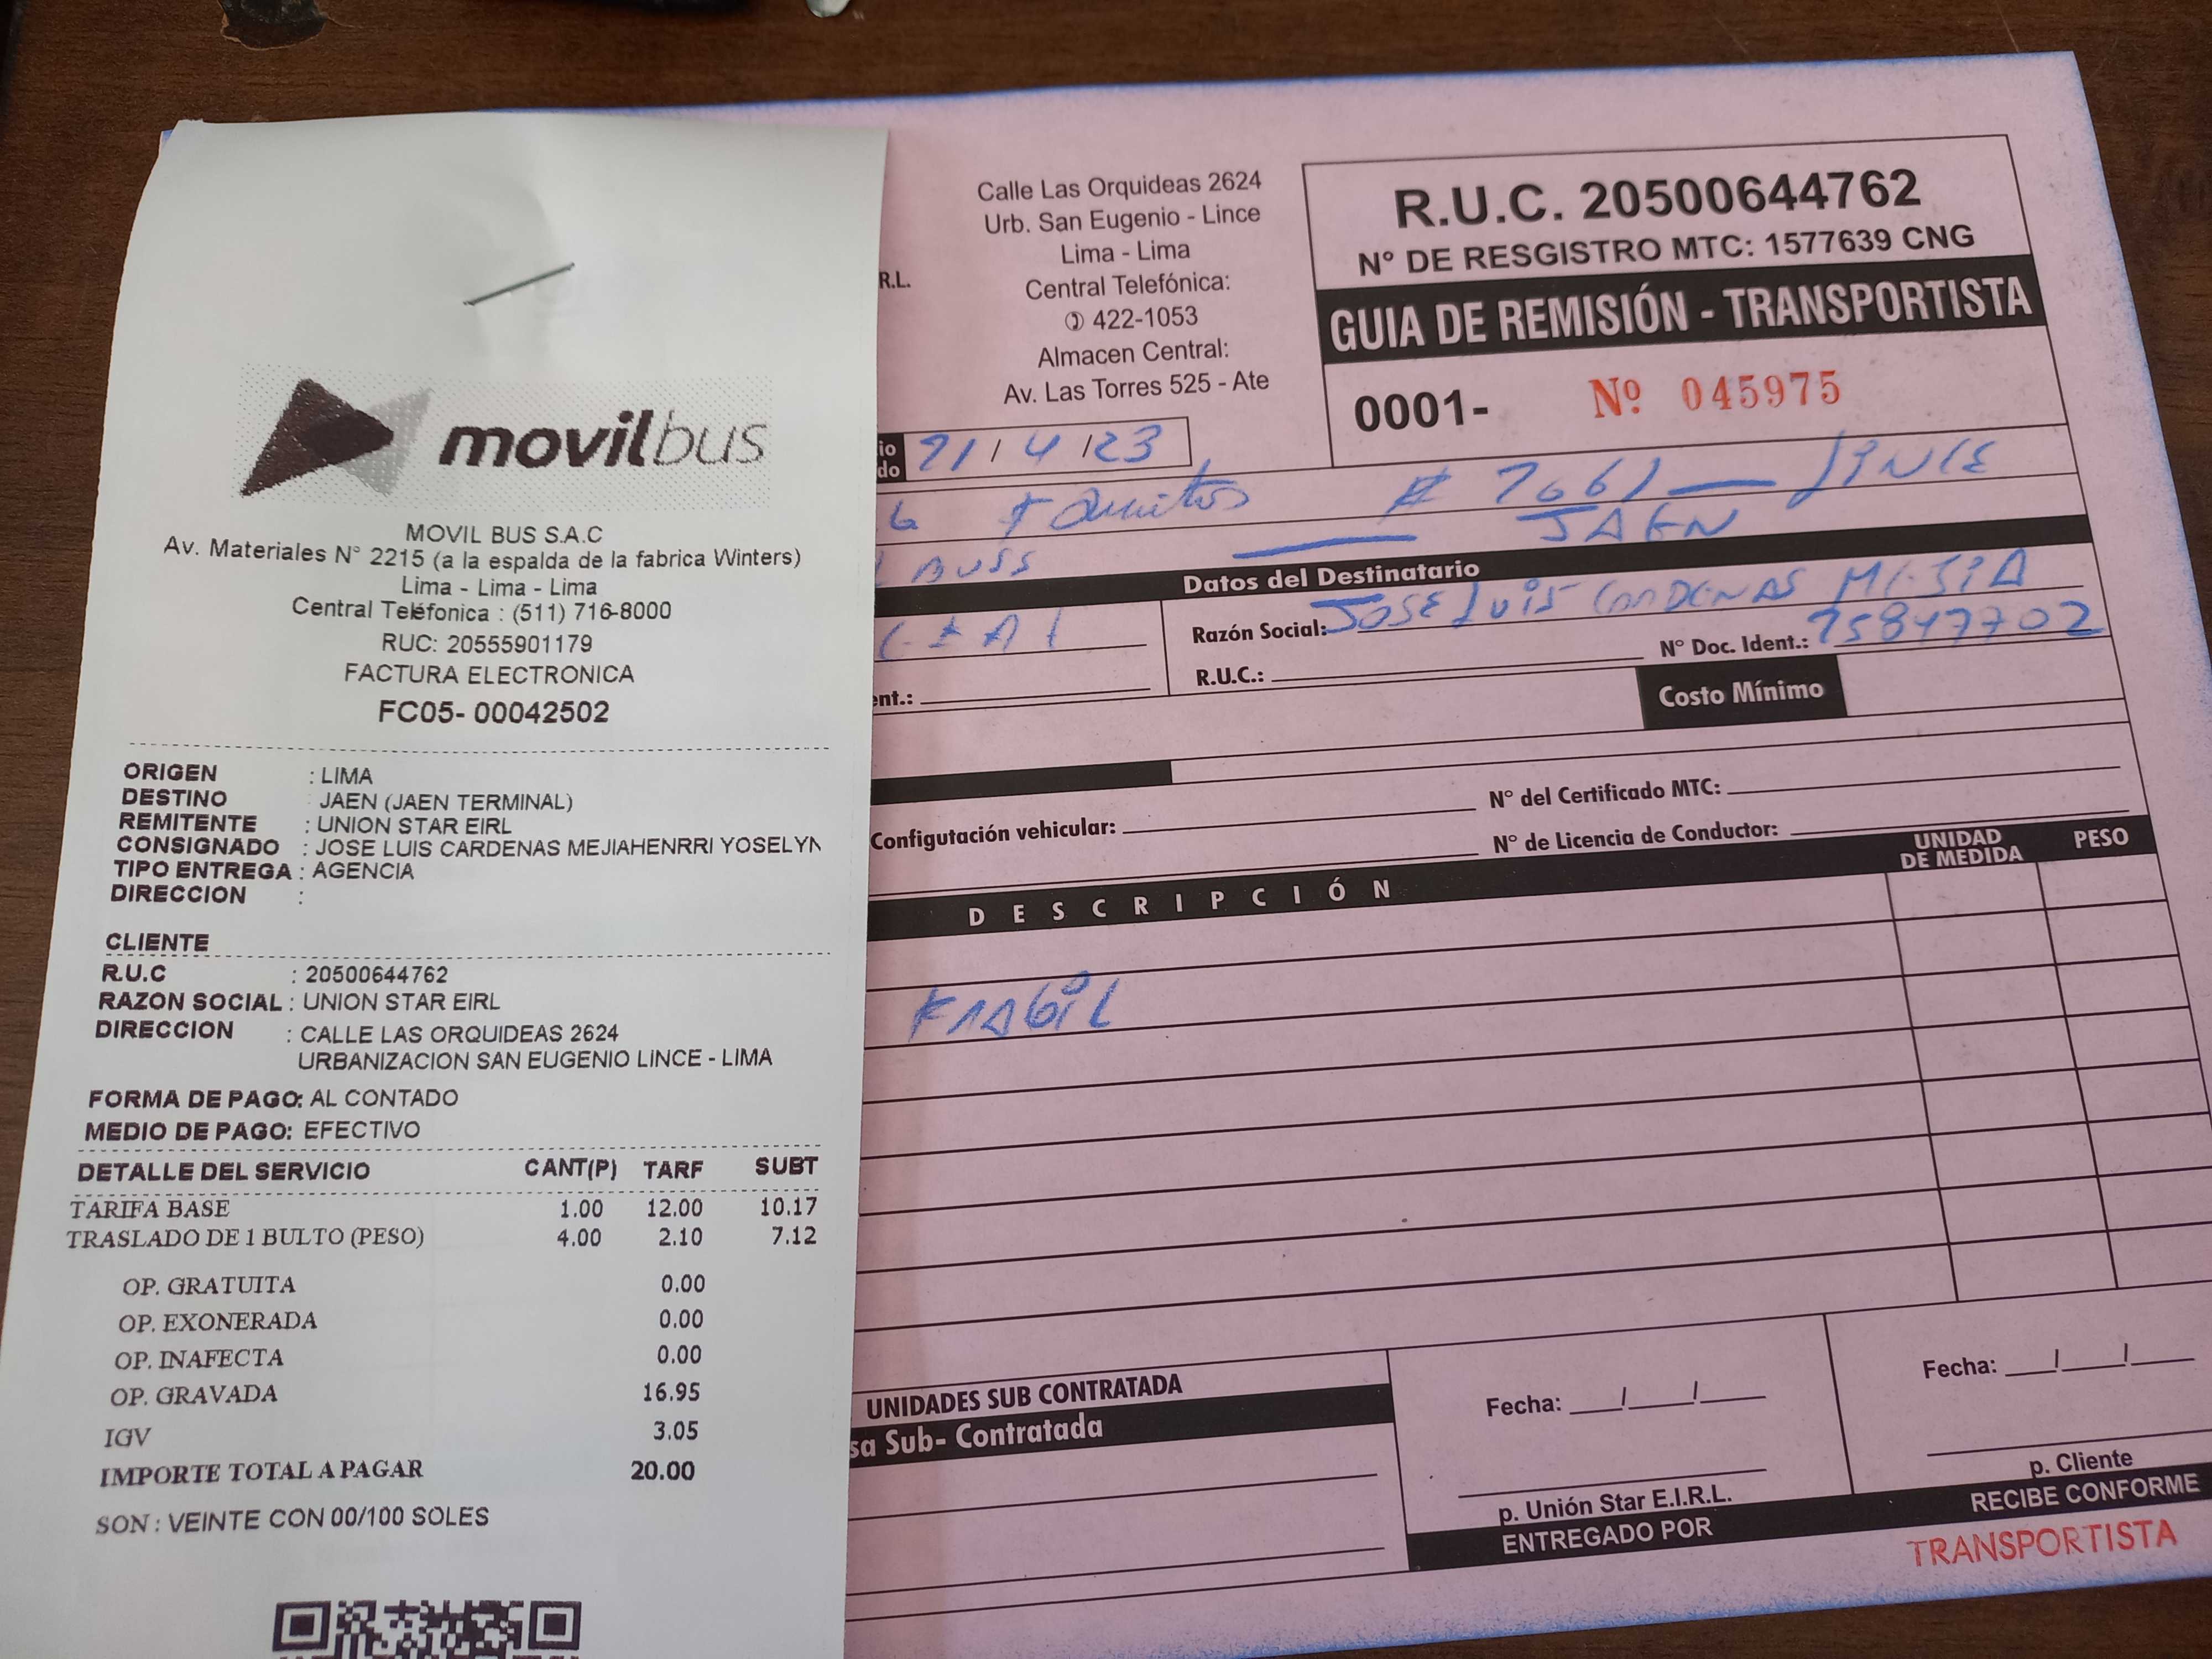 movilbus
MOVIL BUS S.A.C
Av. Materiales N° 2215 (a la espalda de la fabrica Winters)
Lima - Lima - Lima
Central Teléfonica : (511) 716-8000
RUC: 20555901179
FACTURA ELECTRONICA
FC05- 00042502
ORIGEN : LIMA
DESTINO JAEN (JAEN TERMINAL)
REMITENTE : UNION STAR EIRL
CONSIGNADO : JOSE LUIS CARDENAS MEJIAHENRRI YOSELYN
TIPO ENTREGA : AGENCIA
DIRECCION :
CLIENTE
R.U.C : 20500644762
RAZON SOCIAL : UNION STAR EIRL
DIRECCION : CALLE LAS ORQUIDEAS 2624
URBANIZACION SAN EUGENIO LINCE - LIMA
FORMA DE PAGO: AL CONTADO
MEDIO DE PAGO: EFECTIVO
DETALLE DEL SERVICIO CANT(P) TARF SUBT
TARIFA BASE 1.00 12.00 10.17
TRASLADO DE 1 BULTO (PESO) 4.00 2.10 7.12
OP. GRATUITA 0.00
OP. EXONERADA 0.00
OP. INAFECTA 0.00
OP. GRAVADA 16.95
IGV 3.05
IMPORTE TOTAL A PAGAR 20.00
SON : VEINTE CON 00/100 SOLES
R.L.
Calle Las Orquideas 2624
Urb. San Eugenio - Lince
Lima - Lima
Central Telefónica:
422-1053
Almacen Central:
Av. Las Torres 525 - Ate
R.U.C. 20500644762
N° DE RESGISTRO MTC: 1577639 CNG
GUIA DE REMISIÓN - TRANSPORTISTA
0001- Nº 045975
io
do
21 / 4 / 23
JAEN
BUSS
Datos del Destinatario
Razón Social: JOSE LUIS CARDENAS MEJIA
N° Doc. Ident.: 75847702
R.U.C.:
ent.:
Costo Mínimo
N° del Certificado MTC:
Configutación vehicular:
N° de Licencia de Conductor:
DESCRIPCIÓN UNIDAD DE MEDIDA PESO
FRAGIL
UNIDADES SUB CONTRATADA
sa Sub- Contratada
Fecha: / /
p. Unión Star E.I.R.L.
ENTREGADO POR
Fecha: / /
p. Cliente
RECIBE CONFORME
TRANSPORTISTA